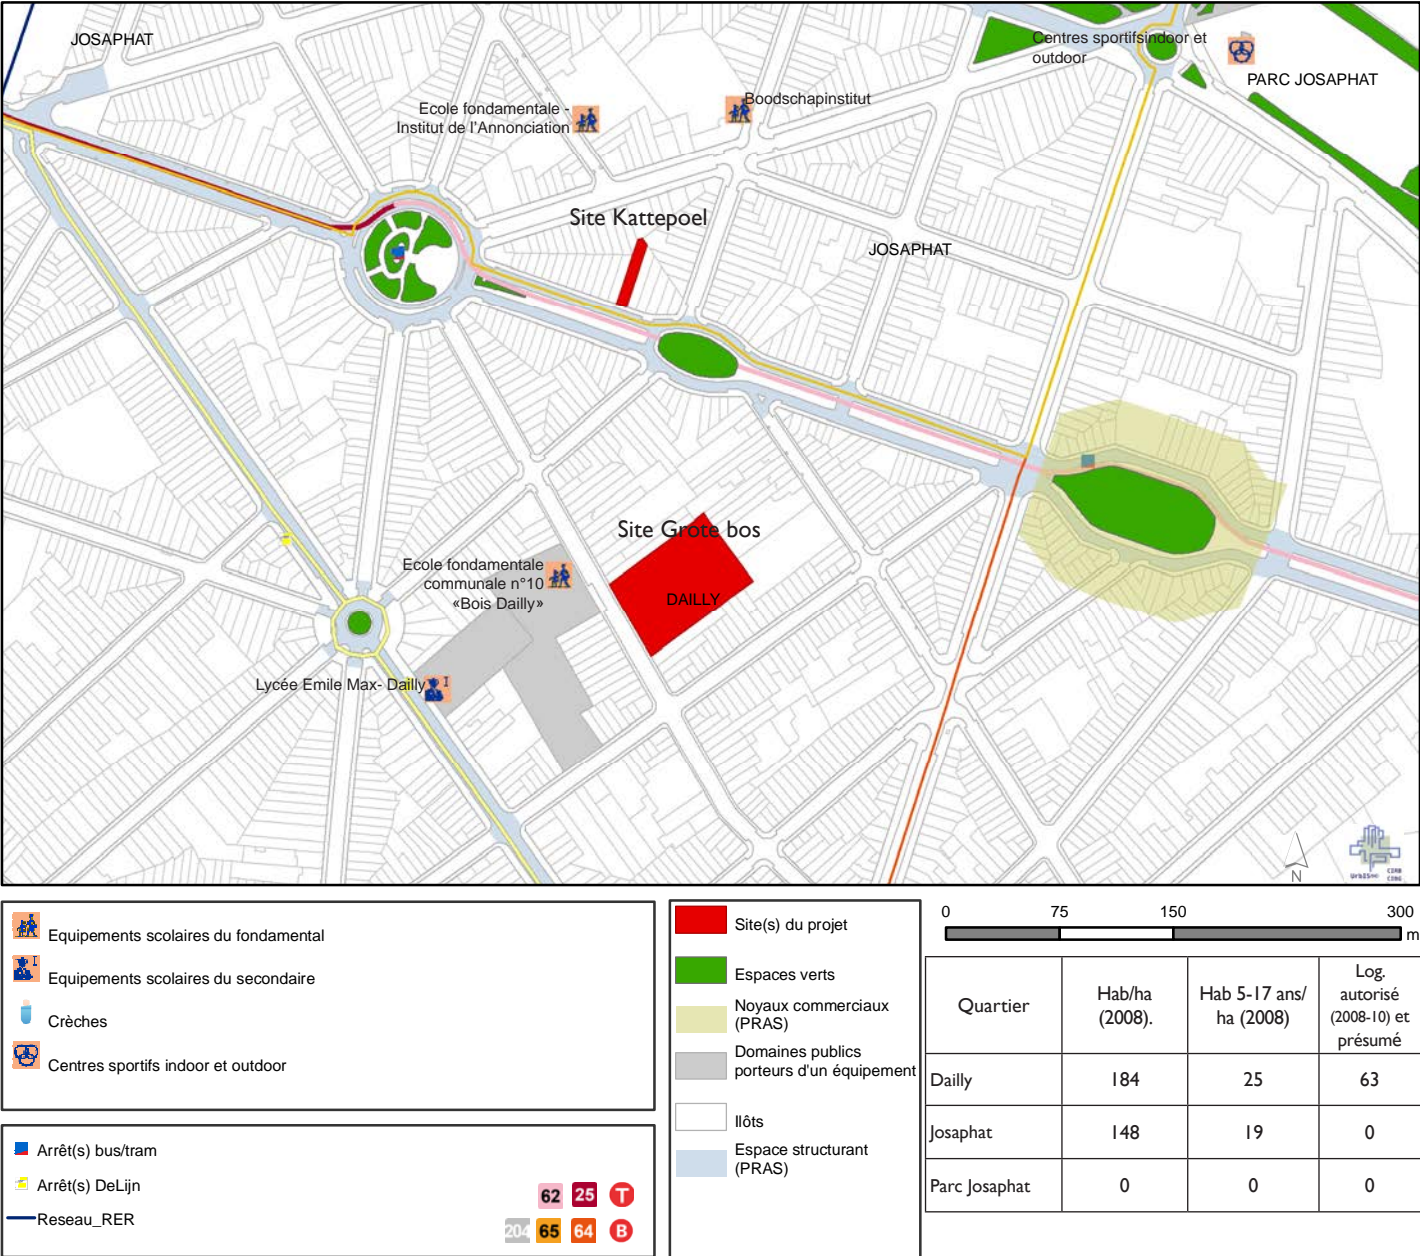 JOSAPHAT
Centres sportifsindoor et
outdoor
PARC JOSAPHAT
Ecole fondamentale -
Institut de l'Annonciation
Boodschapinstitut
Site Kattepoel
JOSAPHAT
Site Grote bos
Ecole fondamentale
communale n°10
«Bois Dailly»
DAILLY
Lycée Emile Max- Dailly
I
N
UrbISpro
CIRB
CIBG
Equipements scolaires du fondamental
I
Equipements scolaires du secondaire
Crèches
Centres sportifs indoor et outdoor
Arrêt(s) bus/tram
Arrêt(s) DeLijn
Reseau_RER
62 25 T
204 65 64 B
Site(s) du projet
Espaces verts
Noyaux commerciaux
(PRAS)
Domaines publics
porteurs d'un équipement
Ilôts
Espace structurant
(PRAS)
0 75 150 300
m
Quartier
Hab/ha
(2008).
Hab 5-17 ans/
ha (2008)
Log.
autorisé
(2008-10) et
présumé
Dailly 184 25 63
Josaphat 148 19 0
Parc Josaphat 0 0 0